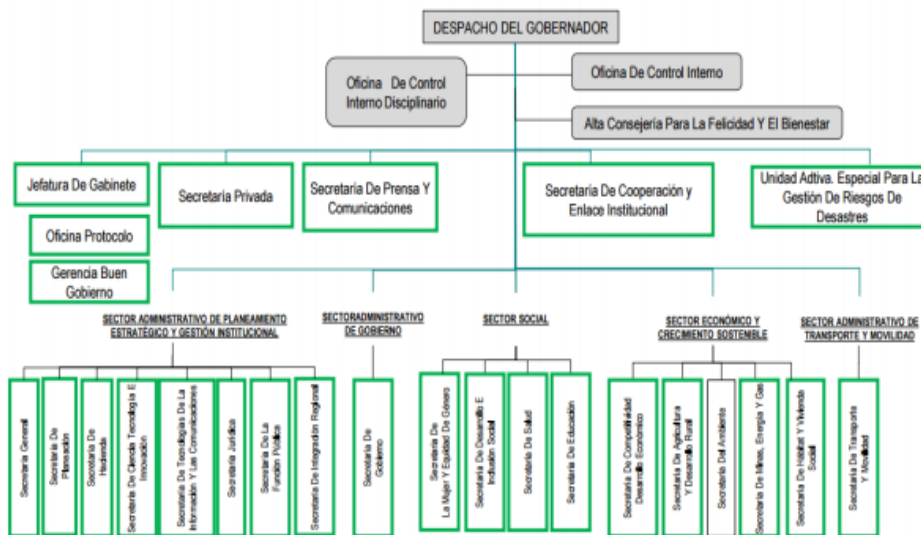 DESPACHO DEL GOBERNADOR
Oficina De Control
Interno Disciplinario
Oficina De Control Interno
Alta Consejería Para La Felicidad Y El Bienestar
Jefatura De Gabinete
Secretaría Privada
Secretaría De Prensa Y
Comunicaciones
Secretaría De Cooperación y
Enlace Institucional
Unidad Adtiva. Especial Para La
Gestión De Riesgos De
Desastres
Oficina Protocolo
Gerencia Buen
Gobierno
SECTOR ADMINISTRATIVO DE PLANEAMIENTO
ESTRATÉGICO Y GESTIÓN INSTITUCIONAL
SECTORADMINISTRATIVO
DE GOBIERNO
SECTOR SOCIAL
SECTOR ECONÓMICO Y
CRECIMIENTO SOSTENIBLE
SECTOR ADMINISTRATIVO DE
TRANSPORTE Y MOVILIDAD
Secretaría General
Secretaría De
Planeación
Secretaría De
Hacienda
Secretaría De Ciencia Tecnología E
Innovación
Secretaría De Tecnologías De La
Información Y Las Comunicaciones
Secretaría Jurídica
Secretaría De La
Función Pública
Secretaría De Integración Regional
Secretaría De
Gobierno
Secretaría De
La Mujer Y Equidad De Género
Secretaría De Desarrollo E
Inclusión Social
Secretaría De Salud
Secretaría De Educación
Secretaría De Competitividad
Desarrollo Económico
Secretaría De Agricultura
Y Desarrollo Rural
Secretaría Del Ambiente
Secretaría De Minas, Energía Y Gas
Secretaría De Hábitat Y Vivienda
Social
Secretaría De Transporte
Y Movilidad